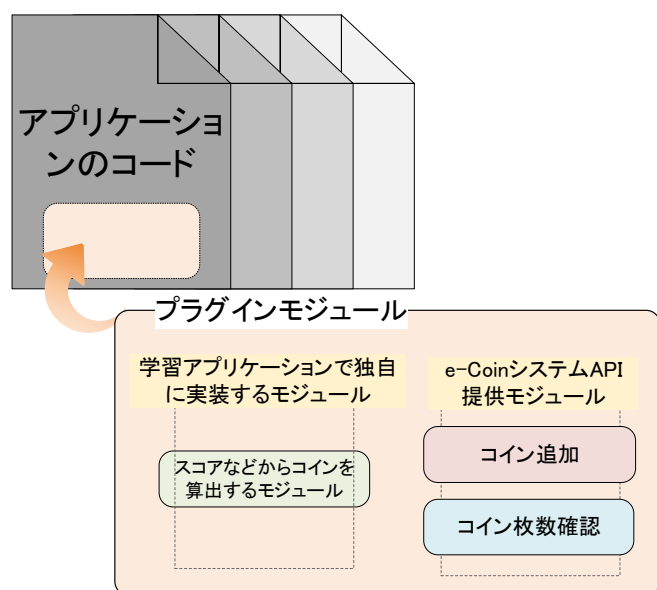 アプリケーショ
ンのコード
プラグインモジュール
学習アプリケーションで独自
に実装するモジュール
スコアなどからコインを
算出するモジュール
e-CoinシステムAPI
提供モジュール
コイン追加
コイン枚数確認